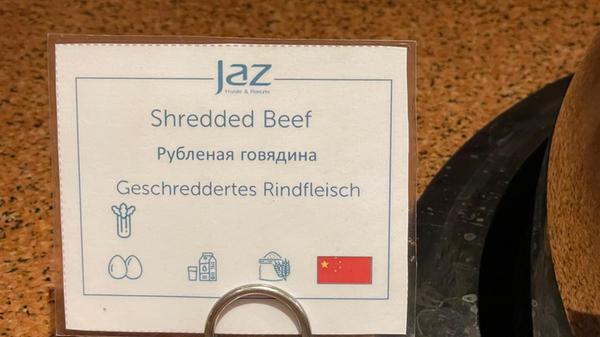 Jaz
Hotels & Resorts
Shredded Beef
Рубленая говядина
Geschreddertes Rindfleisch